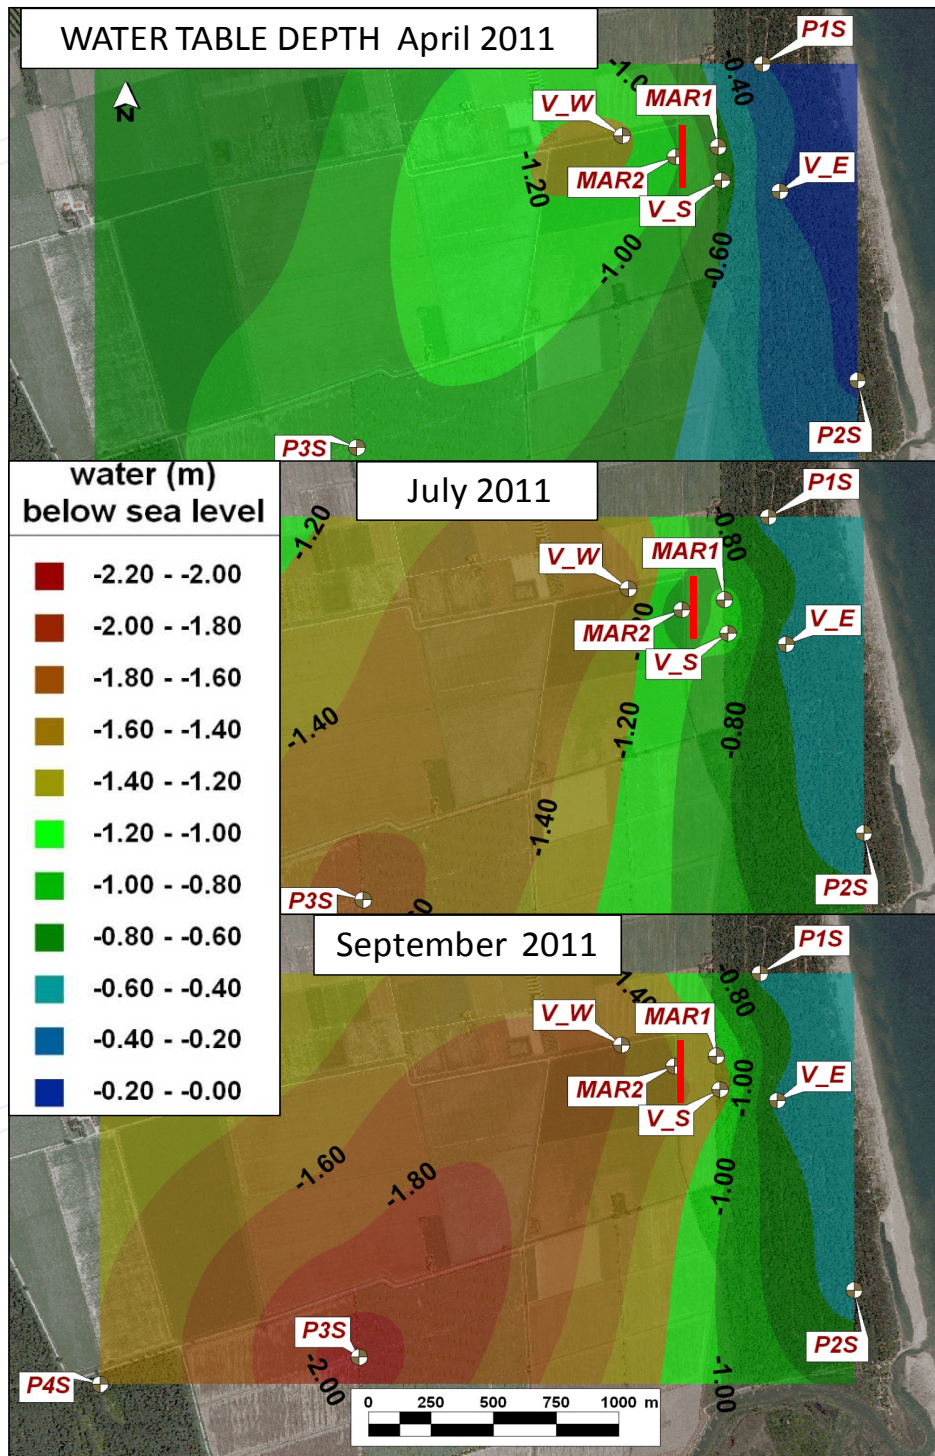 WATER TABLE DEPTH April 2011
P1S
-0.40
-1.0
MAR1
V_W
N
-1.20
MAR2
V_E
V_S
-1.00
-0.60
P2S
P3S
water (m)
below sea level
-2.20 - -2.00
-2.00 - -1.80
-1.80 - -1.60
-1.60 - -1.40
-1.40 - -1.20
-1.20 - -1.00
-1.00 - -0.80
-0.80 - -0.60
-0.60 - -0.40
-0.40 - -0.20
-0.20 - -0.00
July 2011
P1S
-1.20
-0.80
MAR1
V_W
MAR2
V_E
V_S
-1.40
-1.20
-0.80
-1.40
P3S
P2S
September 2011
P1S
-1.40
-0.80
V_W
MAR1
MAR2
V_E
-1.00
V_S
-1.60
-1.80
-1.00
P3S
P2S
-2.00
P4S
-1.00
0 250 500 750 1000 m